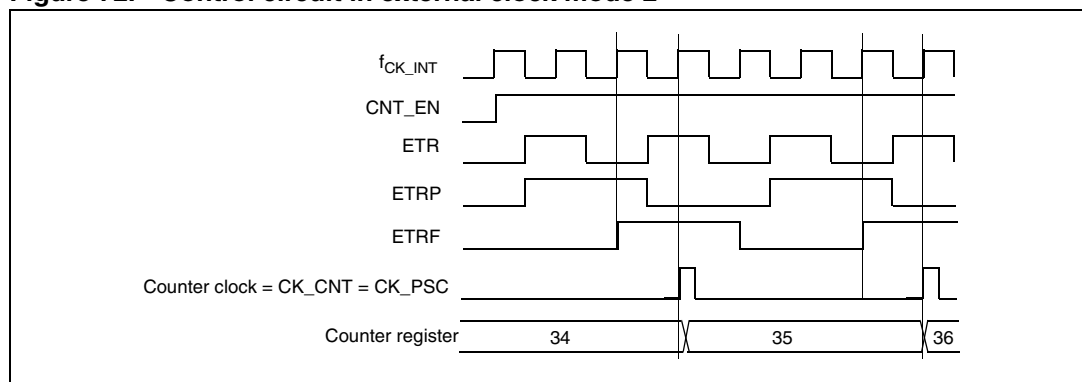 Figure 72. Control circuit in external clock mode 2
fCK_INT
CNT_EN
ETR
ETRP
ETRF
Counter clock = CK_CNT = CK_PSC
Counter register 34 35 36